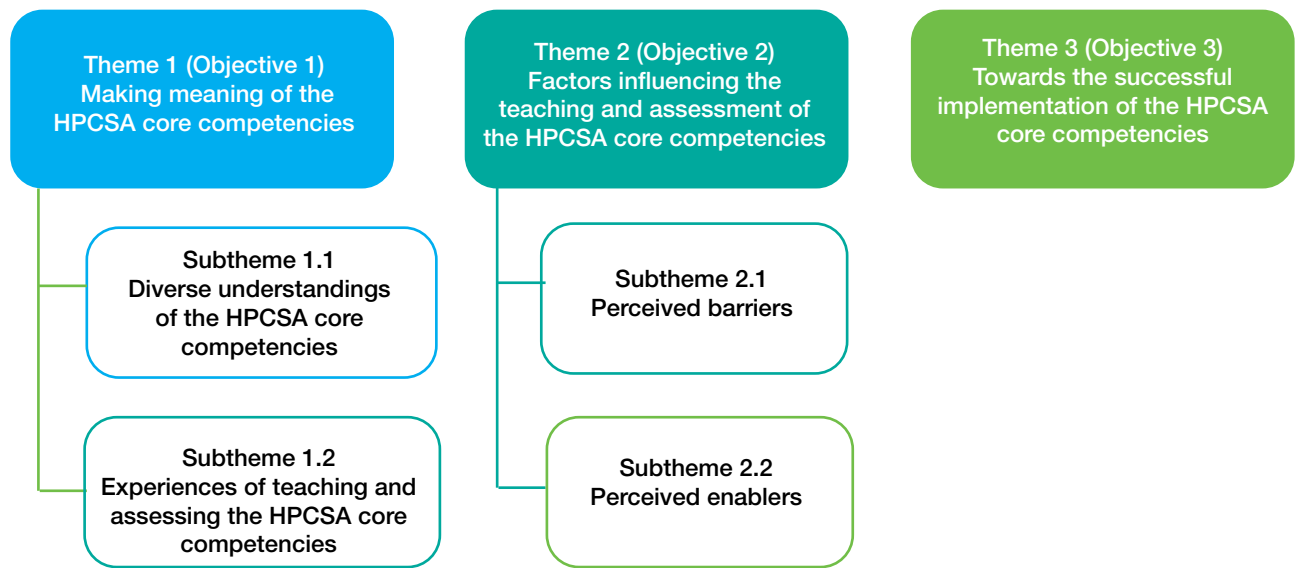 Theme 1 (Objective 1)
Making meaning of the
HPCSA core competencies
Subtheme 1.1
Diverse understandings
of the HPCSA core
competencies
Subtheme 1.2
Experiences of teaching and
assessing the HPCSA core
competencies
Theme 2 (Objective 2)
Factors influencing the
teaching and assessment of
the HPCSA core competencies
Subtheme 2.1
Perceived barriers
Subtheme 2.2
Perceived enablers
Theme 3 (Objective 3)
Towards the successful
implementation of the HPCSA
core competencies